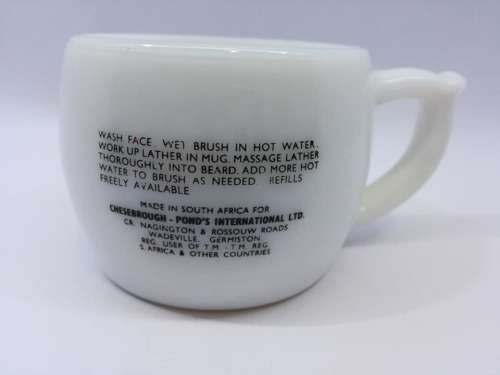 WASH FACE. WET BRUSH IN HOT WATER.
WORK UP LATHER IN MUG. MASSAGE LATHER
THOROUGHLY INTO BEARD. ADD MORE HOT
WATER TO BRUSH AS NEEDED. REFILLS
FREELY AVAILABLE
MADE IN SOUTH AFRICA FOR
CHESEBROUGH - POND'S INTERNATIONAL LTD.
CR. NAGINGTON & ROSSOUW ROADS
WADEVILLE, GERMISTON
REG. USER OF T.M. - T.M. REG.
S. AFRICA & OTHER COUNTRIES